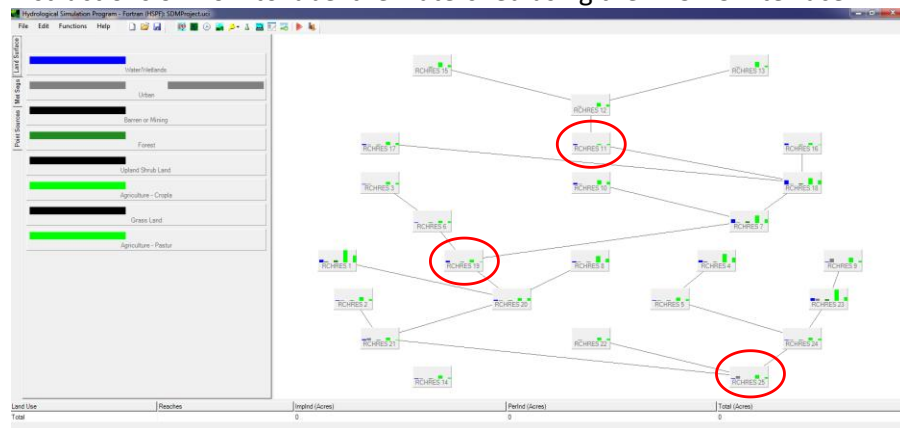 Hydrological Simulation Program - Fortran (HSPF): SDMProject.uci
File Edit Functions Help
Land Surface
Met Segs
Point Sources
Water/Wetlands
Urban
Barren or Mining
Forest
Upland Shrub Land
Agriculture - Cropla
Grass Land
Agriculture - Pastur
RCHRES 15
RCHRES 13
RCHRES 12
RCHRES 17
RCHRES 11
RCHRES 16
RCHRES 3
RCHRES 10
RCHRES 18
RCHRES 6
RCHRES 7
RCHRES 1
RCHRES 19
RCHRES 8
RCHRES 4
RCHRES 9
RCHRES 2
RCHRES 20
RCHRES 5
RCHRES 23
RCHRES 21
RCHRES 22
RCHRES 24
RCHRES 14
RCHRES 25
Land Use Reaches Implnd (Acres) Perlnd (Acres) Total (Acres)
Total 0 0 0